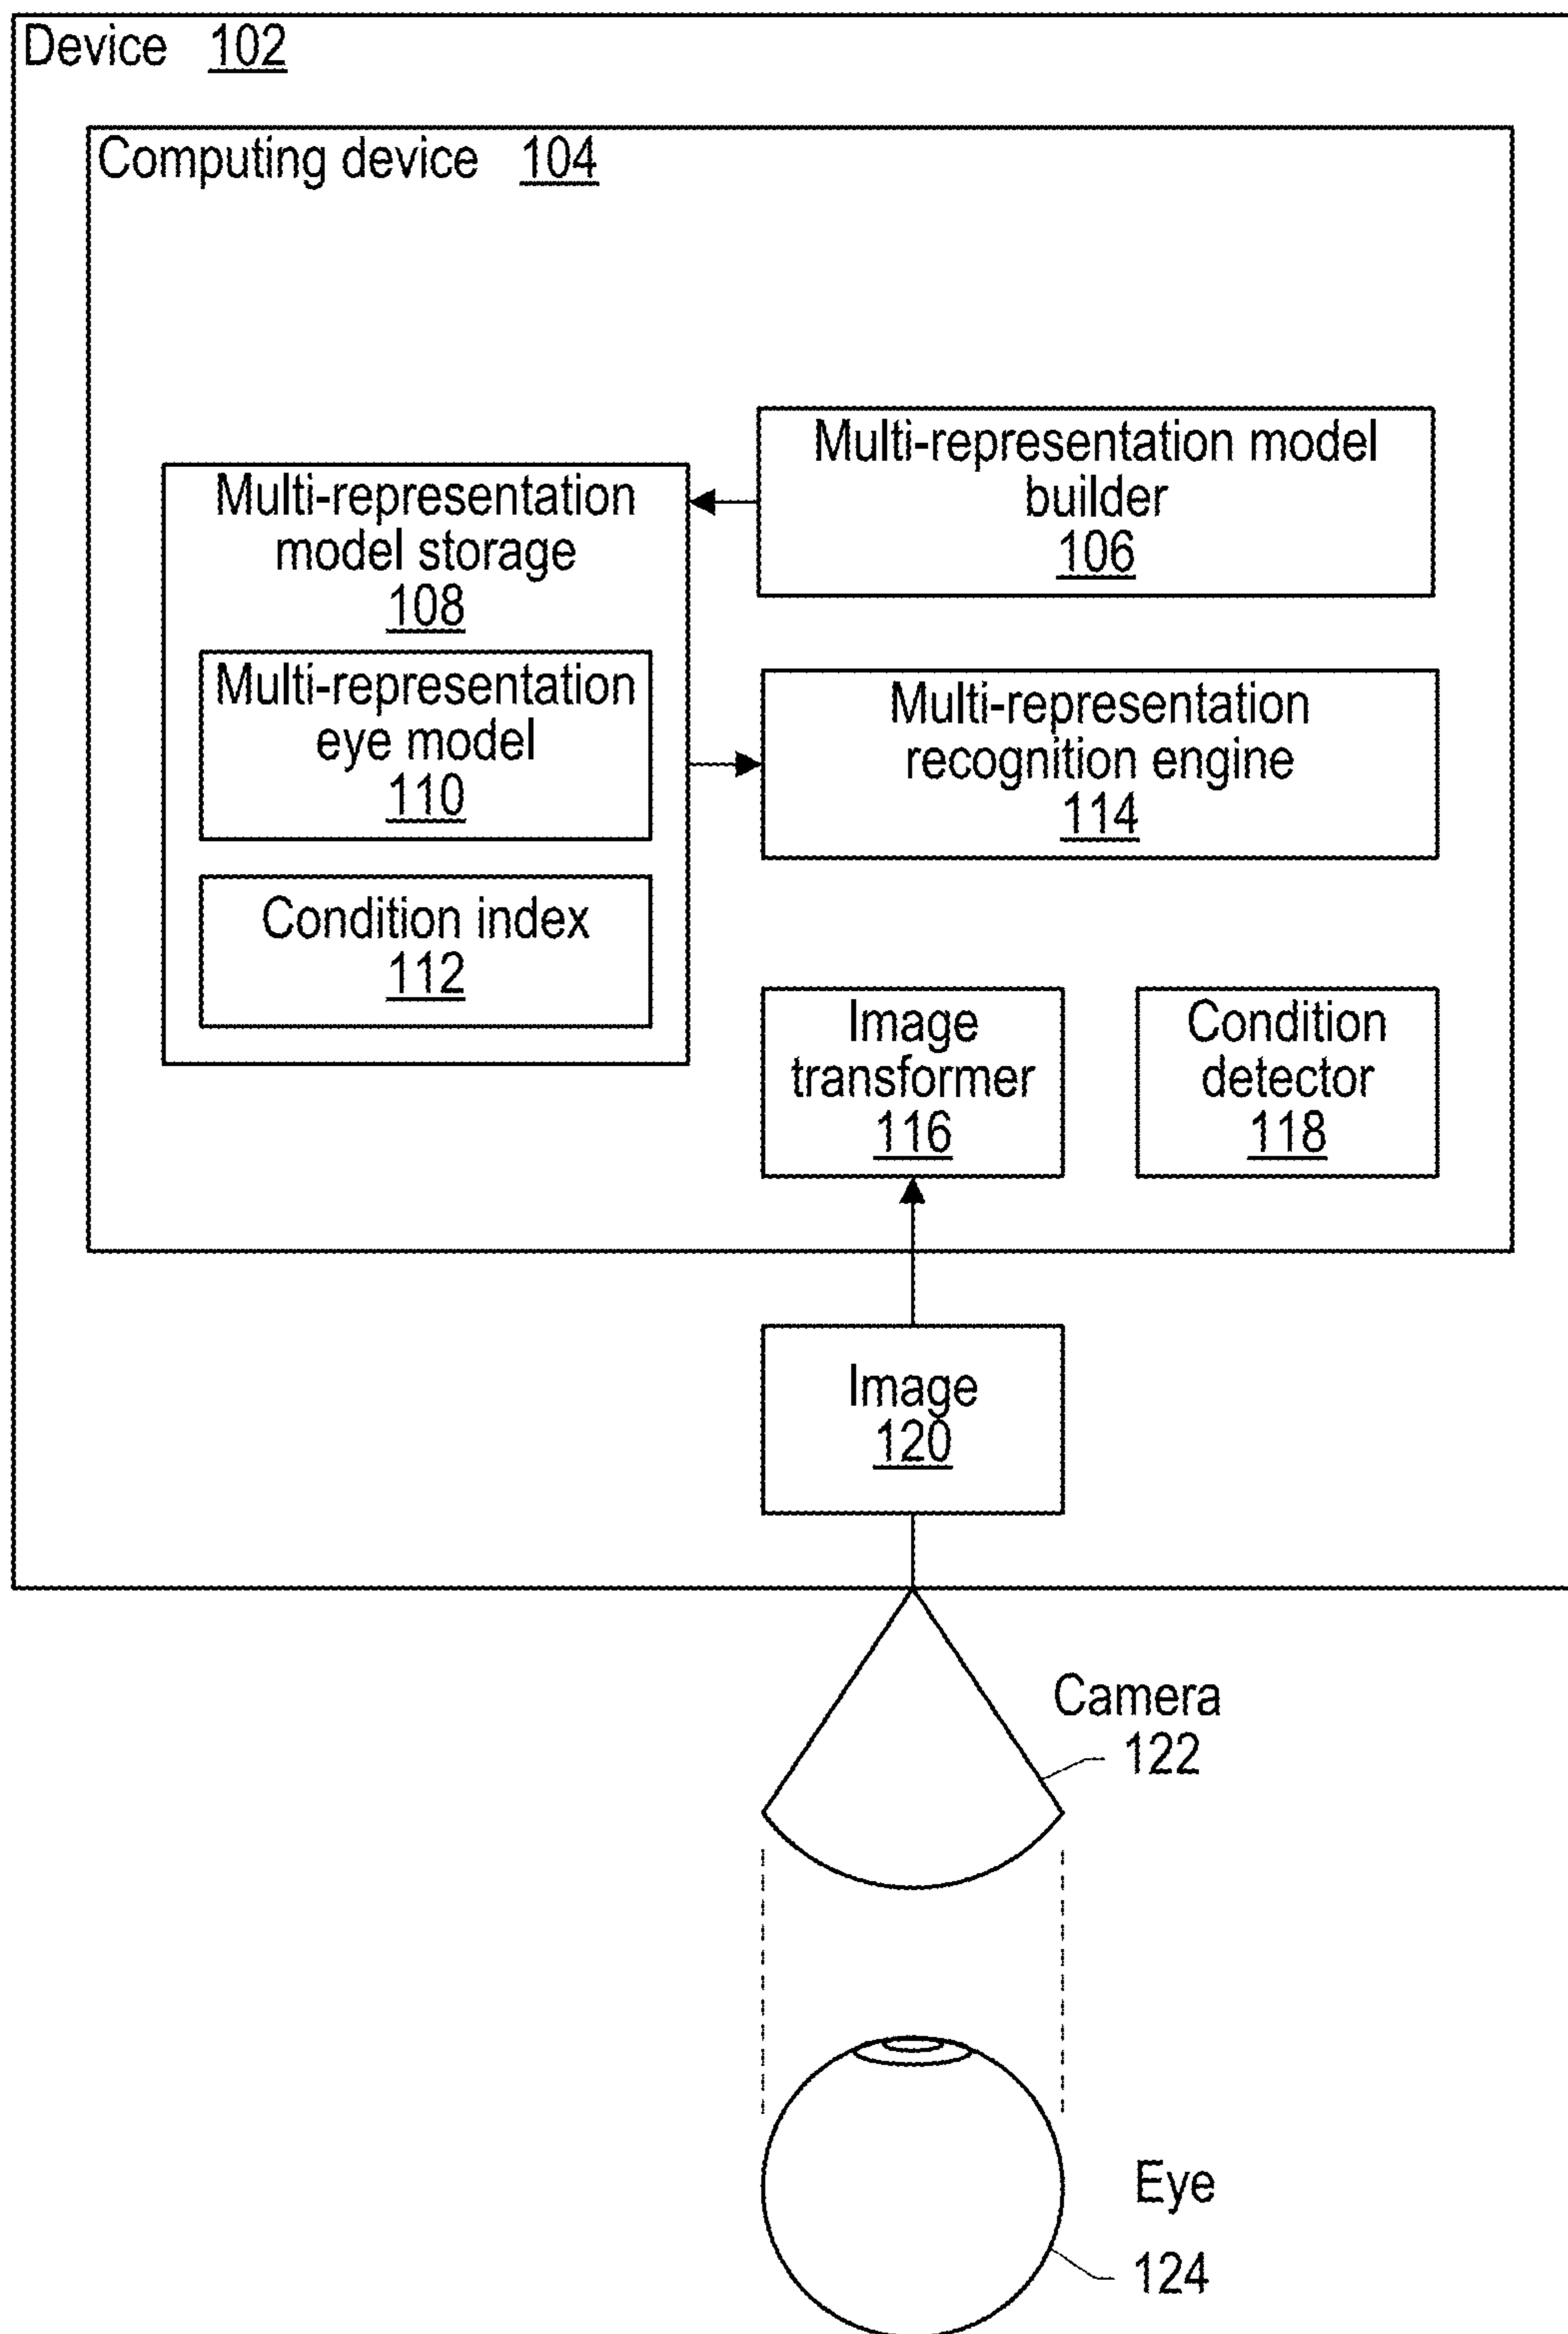 Device 102
Computing device 104
Multi-representation model
builder
106
Multi-representation
model storage
108
Multi-representation
eye model
110
Condition index
112
Multi-representation
recognition engine
114
Image
transformer
116
Condition
detector
118
Image
120
Camera
122
Eye
124